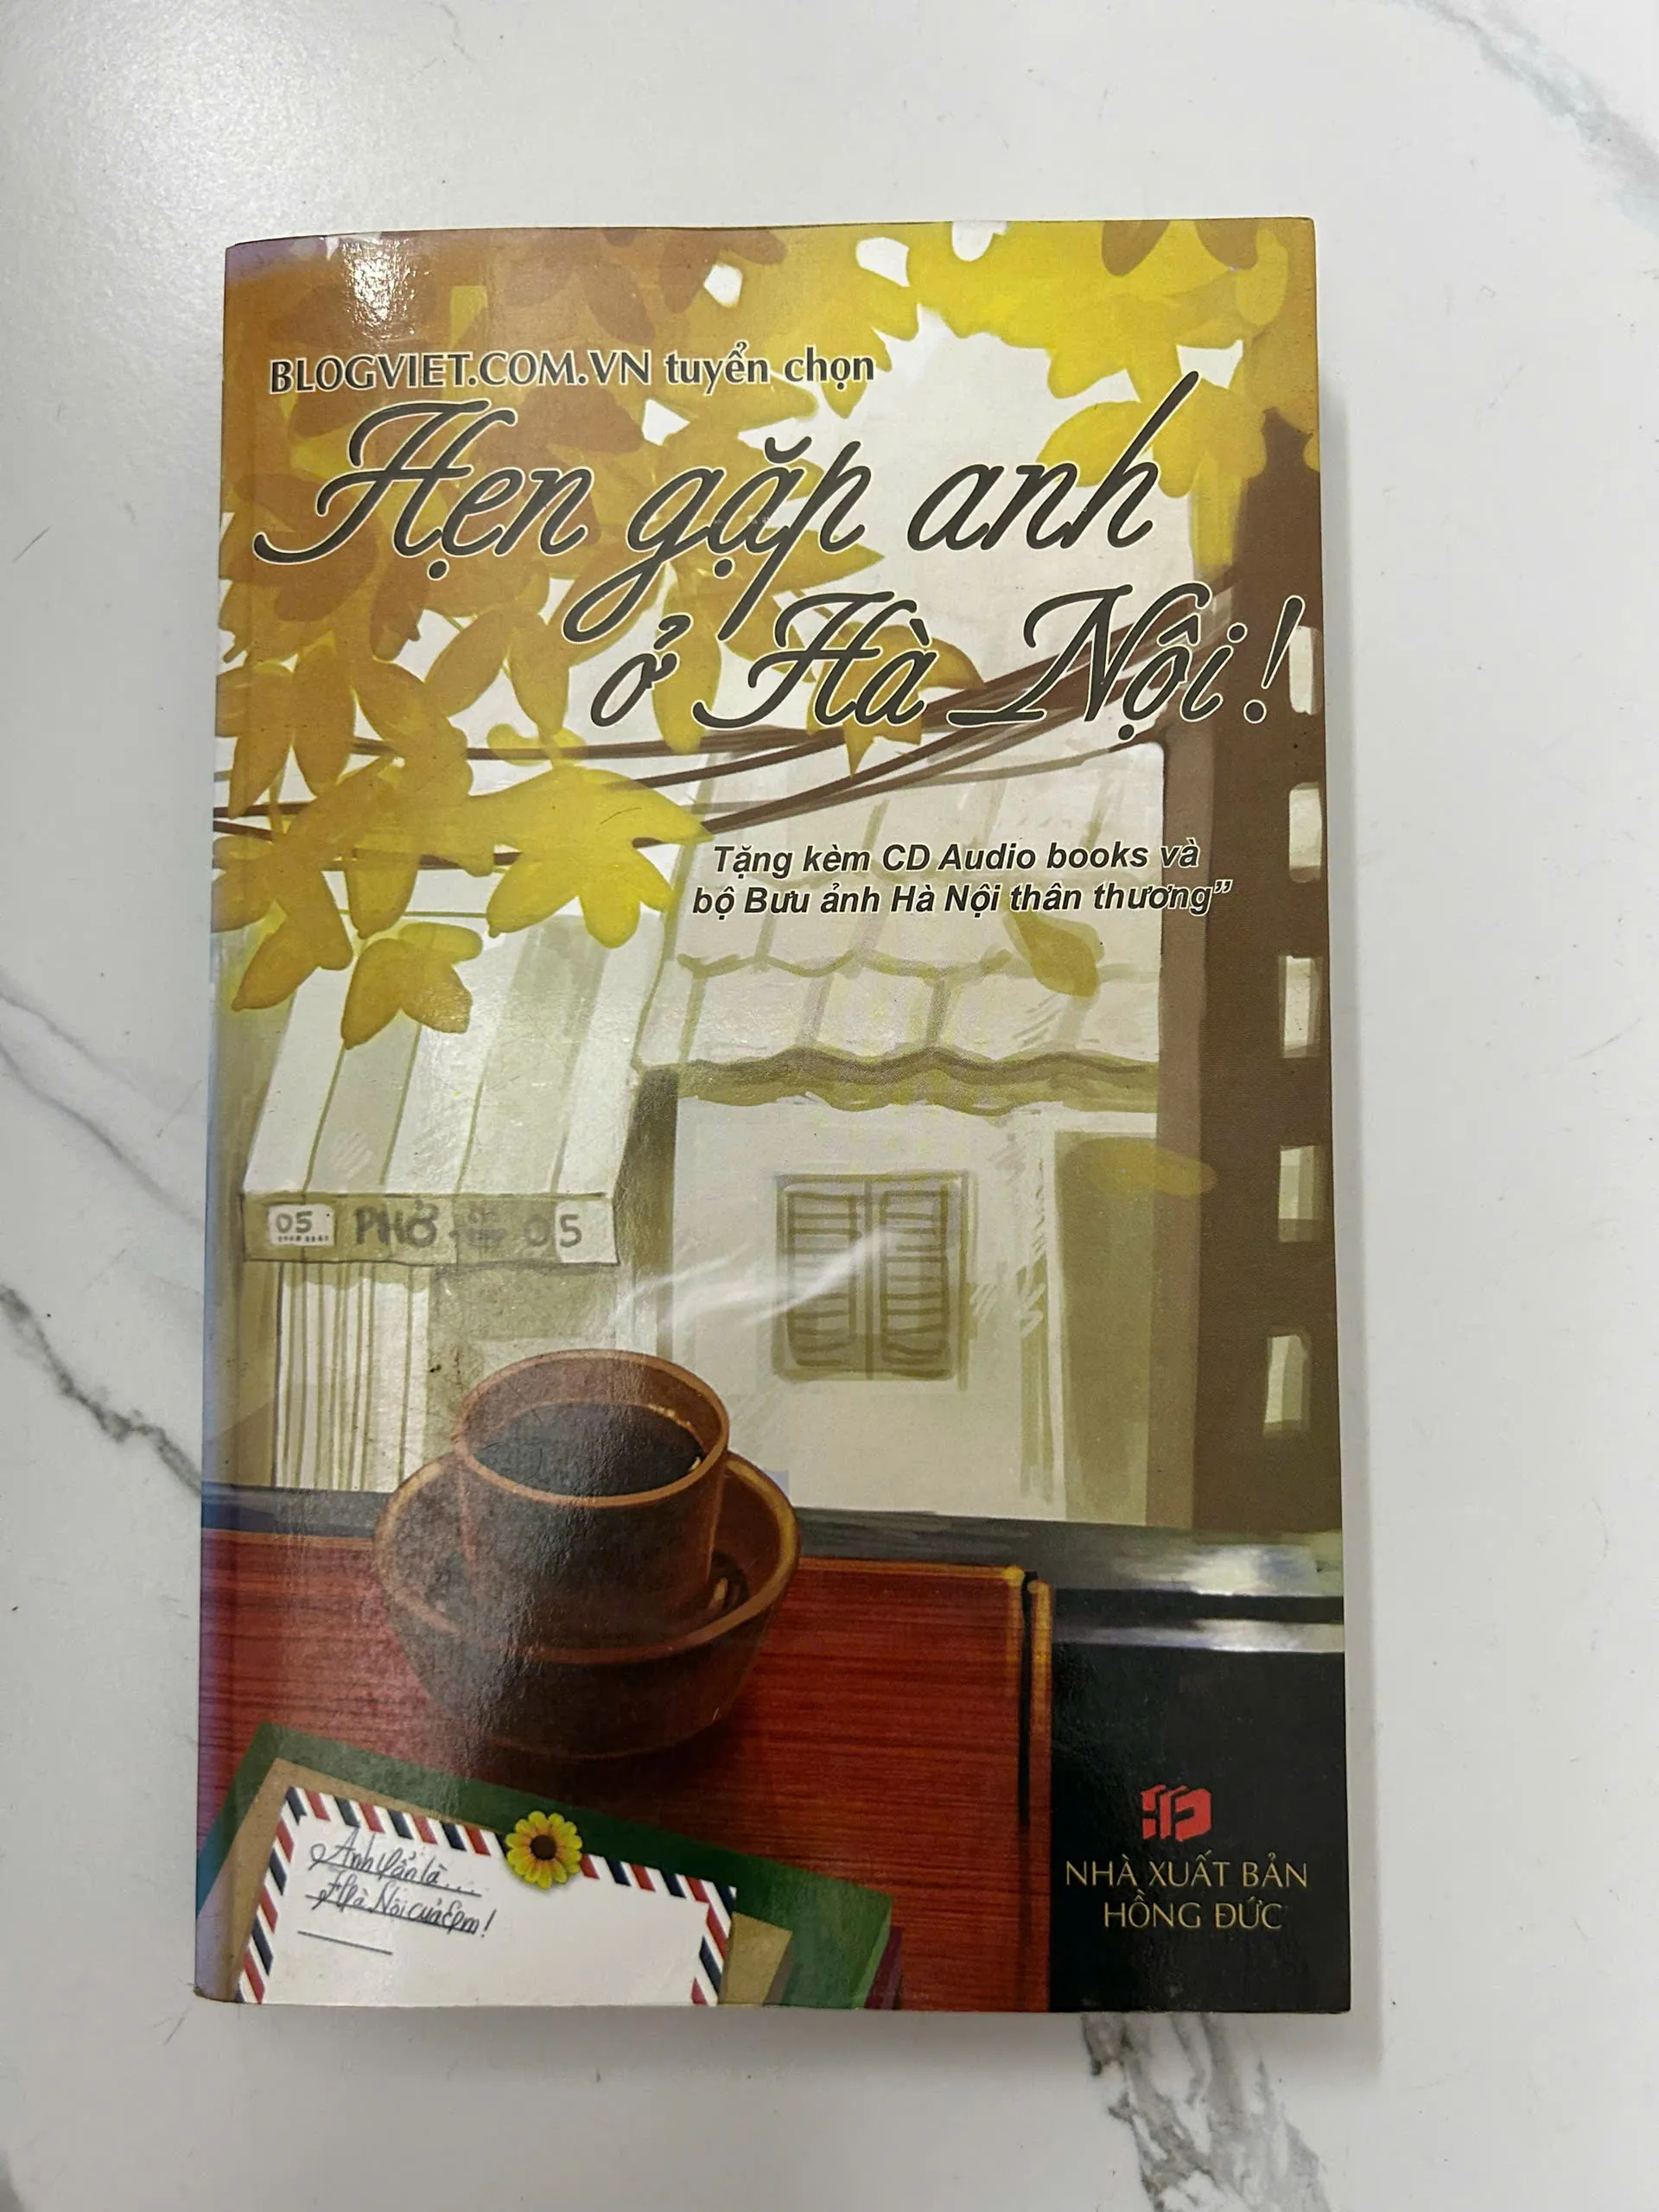 BLOGVIET.COM.VN tuyển chọn
Hẹn gặp anh
ở Hà Nội!
Tặng kèm CD Audio books và
bộ Bưu ảnh Hà Nội thân thương”
05
PHỞ
05
Anh vẫn là...
Hà Nội của Em!
NHÀ XUẤT BẢN
HỒNG ĐỨC